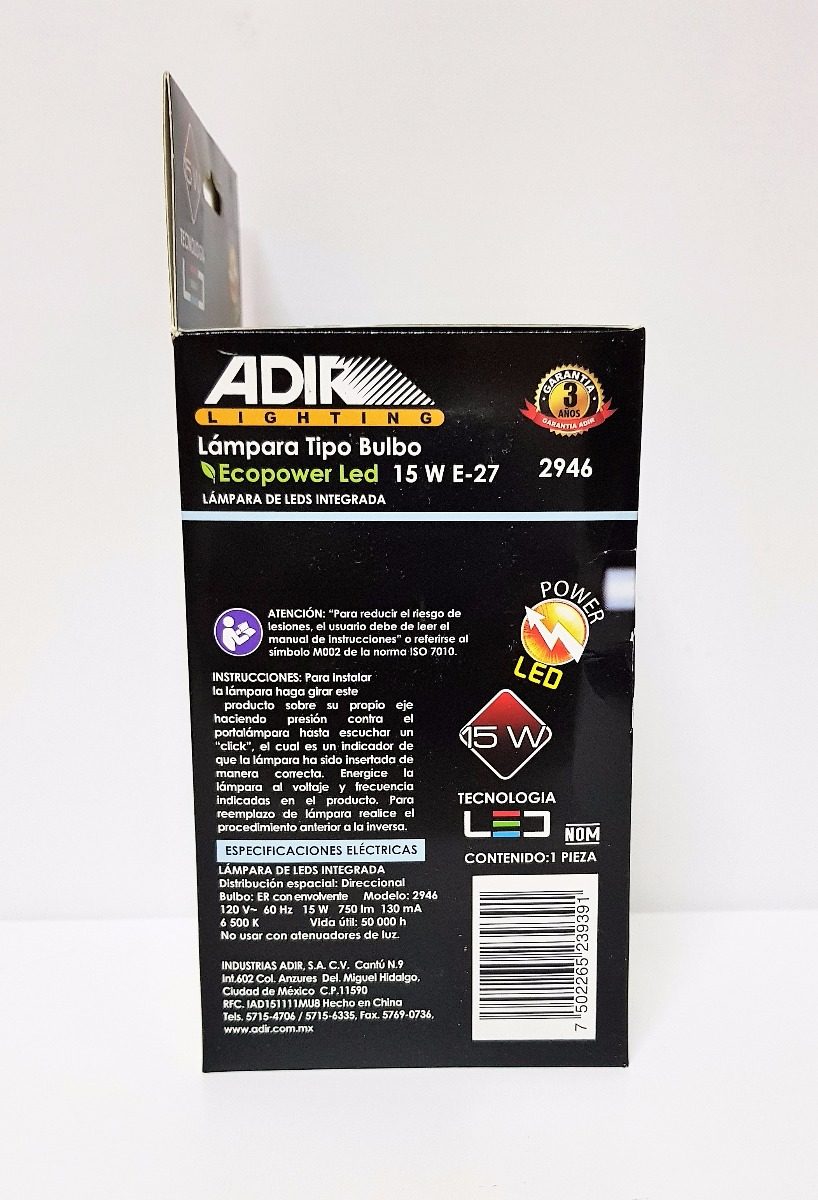 15 W
TECNOLOGIA
LED
ADIR
LIGHTING
GARANTIA
3
AÑOS
GARANTIA ADIR
Lámpara Tipo Bulbo
Ecopower Led 15 W E-27
2946
LÁMPARA DE LEDS INTEGRADA
POWER
LED
ATENCIÓN: "Para reducir el riesgo de
lesiones, el usuario debe de leer el
manual de instrucciones" o referirse al
símbolo M002 de la norma ISO 7010.
INSTRUCCIONES: Para instalar
la lámpara haga girar este
producto sobre su propio eje
haciendo presión contra el
portalámpara hasta escuchar un
"click", el cual es un indicador de
que la lámpara ha sido insertada de
manera correcta. Energice la
lámpara al voltaje y frecuencia
indicadas en el producto. Para
reemplazo de lámpara realice el
procedimiento anterior a la inversa.
15 W
TECNOLOGIA
LED
NOM
CONTENIDO:1 PIEZA
ESPECIFICACIONES ELÉCTRICAS
LÁMPARA DE LEDS INTEGRADA
Distribución espacial: Direccional
Bulbo: ER con envolvente Modelo: 2946
120 V~ 60 Hz 15 W 750 lm 130 mA
6 500 K Vida útil: 50 000 h
No usar con atenuadores de luz.
INDUSTRIAS ADIR, S.A. C.V. Cantú N.9
Int.602 Col. Anzures Del. Miguel Hidalgo,
Ciudad de México C.P.11590
RFC. IAD151111MU8 Hecho en China
Tels. 5715-4706 / 5715-6335, Fax. 5769-0736,
www.adir.com.mx
7 502265 239391